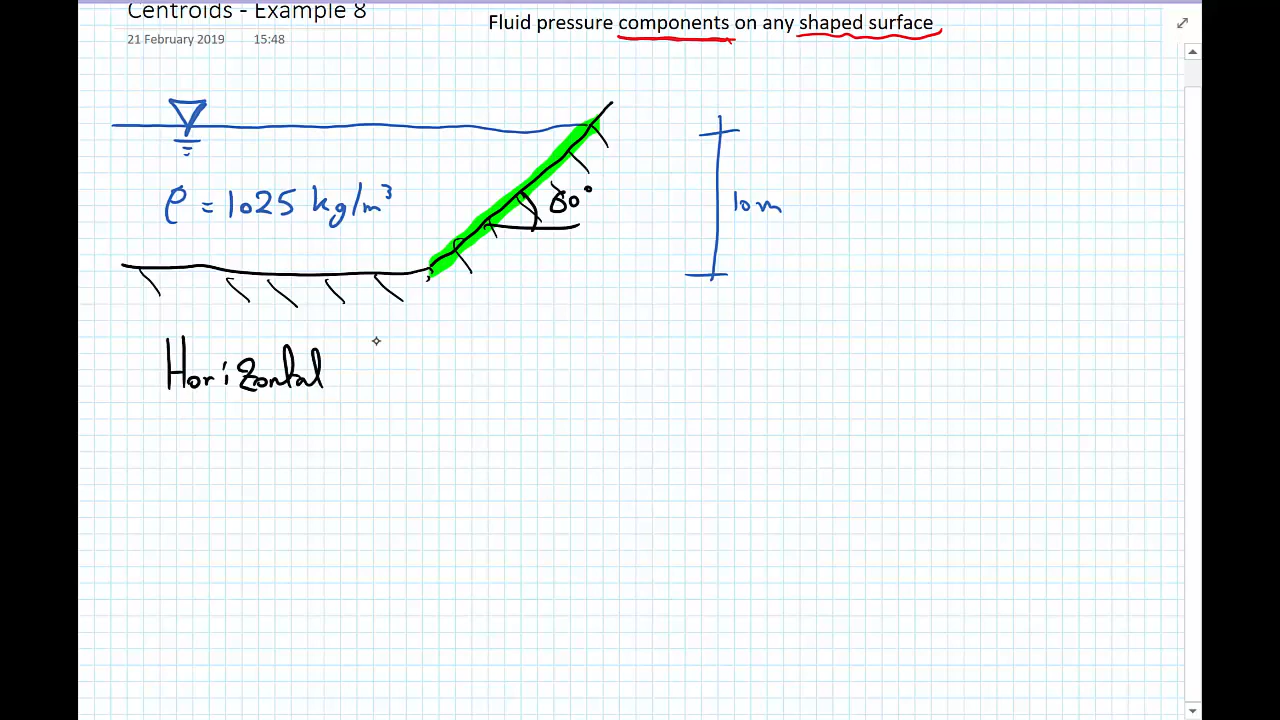 Centroids - Example 8
Fluid pressure components on any shaped surface
21 February 2019 15:48
ρ = 1025 kg/m³
10m
Horizontal